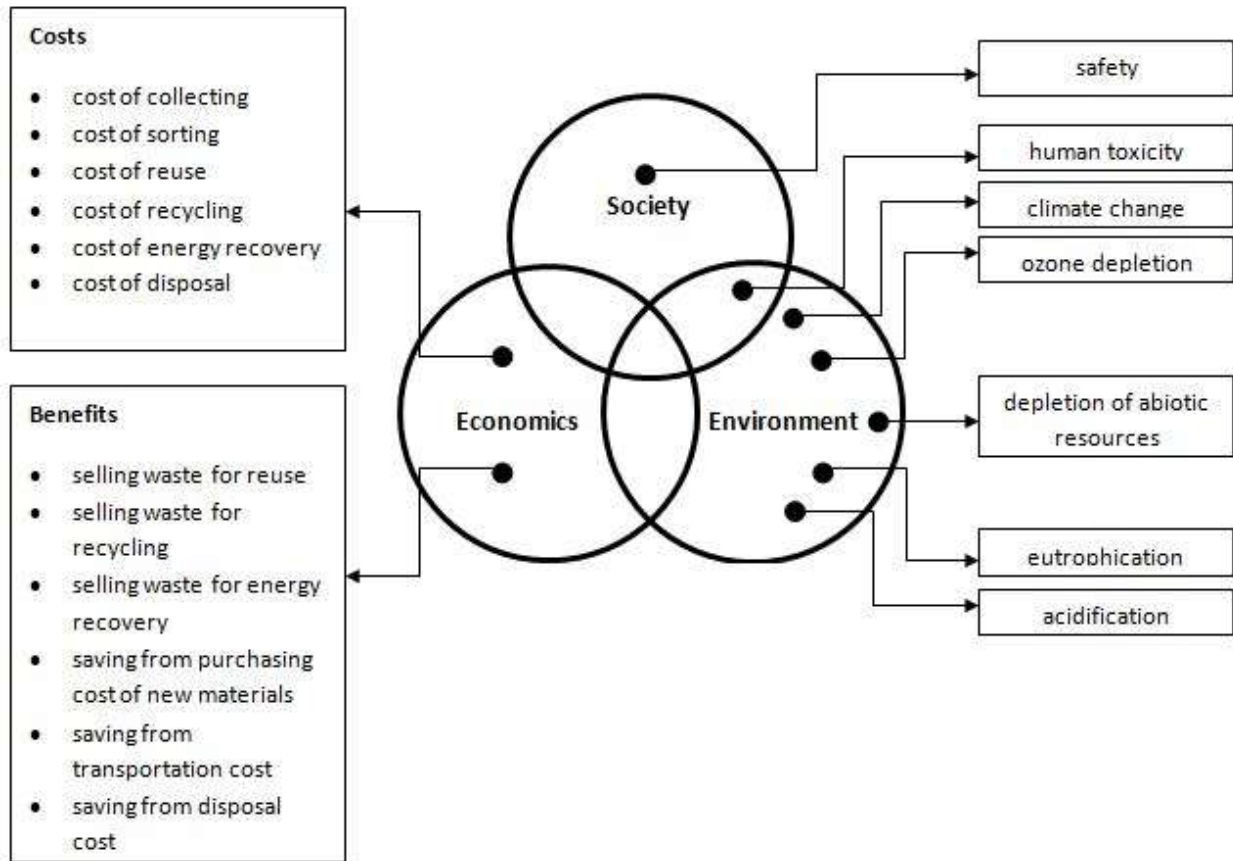 Costs
• cost of collecting
• cost of sorting
• cost of reuse
• cost of recycling
• cost of energy recovery
• cost of disposal
Benefits
• selling waste for reuse
• selling waste for
recycling
• selling waste for energy
recovery
• saving from purchasing
cost of new materials
• saving from
transportation cost
• saving from disposal
cost
Society
Economics
Environment
safety
human toxicity
climate change
ozone depletion
depletion of abiotic
resources
eutrophication
acidification